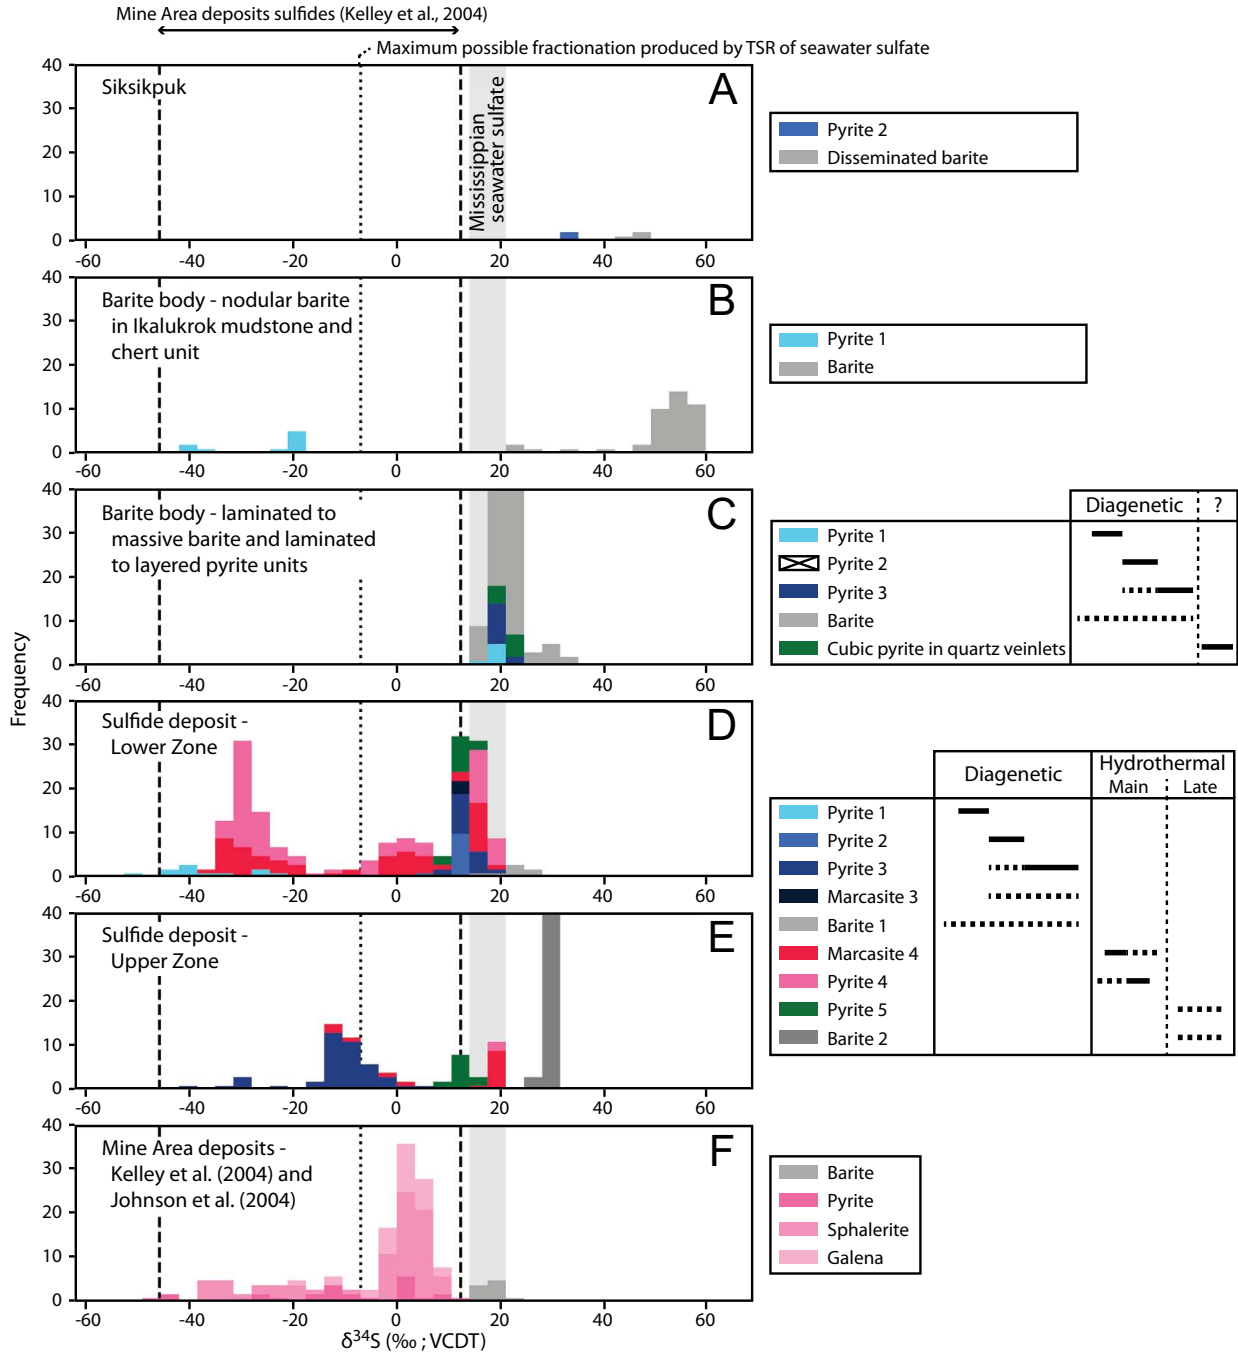 Mine Area deposits sulfides (Kelley et al., 2004)
Maximum possible fractionation produced by TSR of seawater sulfate
40
30
20
10
0
-60
-40
-20
0
20
40
60
Siksikpuk
A
Mississippian
seawater sulfate
Pyrite 2
Disseminated barite
40
30
20
10
0
-60
-40
-20
0
20
40
60
Barite body - nodular barite
in Ikalukrok mudstone and
chert unit
B
Pyrite 1
Barite
40
30
20
10
0
-60
-40
-20
0
20
40
60
Barite body - laminated to
massive barite and laminated
to layered pyrite units
C
Pyrite 1
Pyrite 2
Pyrite 3
Barite
Cubic pyrite in quartz veinlets
Diagenetic
?
Frequency
40
30
20
10
0
-60
-40
-20
0
20
40
60
Sulfide deposit -
Lower Zone
D
Diagenetic
Hydrothermal
Main
Late
Pyrite 1
Pyrite 2
Pyrite 3
Marcasite 3
Barite 1
Marcasite 4
Pyrite 4
Pyrite 5
Barite 2
40
30
20
10
0
-60
-40
-20
0
20
40
60
Sulfide deposit -
Upper Zone
E
40
30
20
10
0
-60
-40
-20
0
20
40
60
Mine Area deposits -
Kelley et al. (2004) and
Johnson et al. (2004)
F
Barite
Pyrite
Sphalerite
Galena
δ³⁴S (‰ ; VCDT)